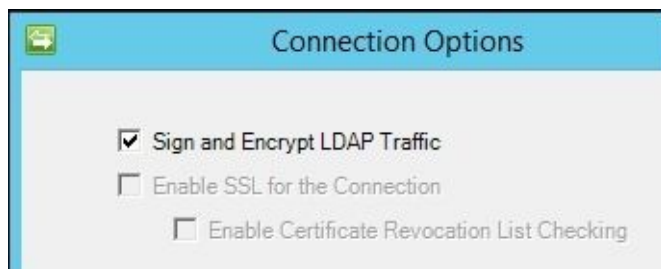 Connection Options
Sign and Encrypt LDAP Traffic
Enable SSL for the Connection
Enable Certificate Revocation List Checking